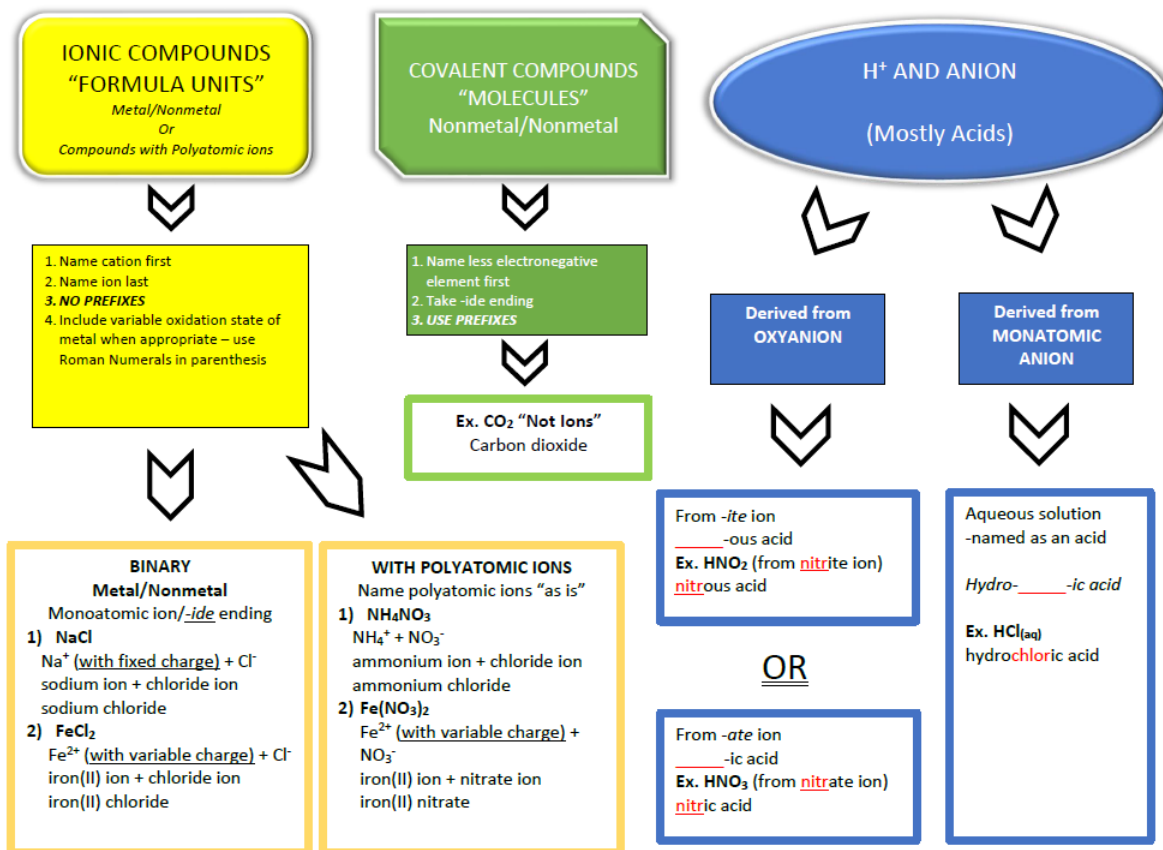 IONIC COMPOUNDS
“FORMULA UNITS”
Metal/Nonmetal
Or
Compounds with Polyatomic ions
COVALENT COMPOUNDS
“MOLECULES”
Nonmetal/Nonmetal
H⁺ AND ANION
(Mostly Acids)
1. Name cation first
2. Name ion last
3. NO PREFIXES
4. Include variable oxidation state of
metal when appropriate – use
Roman Numerals in parenthesis
1. Name less electronegative
element first
2. Take -ide ending
3. USE PREFIXES
Derived from
OXYANION
Derived from
MONATOMIC
ANION
Ex. CO₂ “Not Ions”
Carbon dioxide
BINARY
Metal/Nonmetal
Monoatomic ion/-ide ending
1) NaCl
Na⁺ (with fixed charge) + Cl⁻
sodium ion + chloride ion
sodium chloride
2) FeCl₂
Fe²⁺ (with variable charge) + Cl⁻
iron(II) ion + chloride ion
iron(II) chloride
WITH POLYATOMIC IONS
Name polyatomic ions “as is”
1) NH₄NO₃
NH₄⁺ + NO₃⁻
ammonium ion + chloride ion
ammonium chloride
2) Fe(NO₃)₂
Fe²⁺ (with variable charge) +
NO₃⁻
iron(II) ion + nitrate ion
iron(II) nitrate
From -ite ion
_____-ous acid
Ex. HNO₂ (from nitrite ion)
nitrous acid
OR
From -ate ion
_____-ic acid
Ex. HNO₃ (from nitrate ion)
nitric acid
Aqueous solution
-named as an acid
Hydro-_____-ic acid
Ex. HCl(aq)
hydrochloric acid